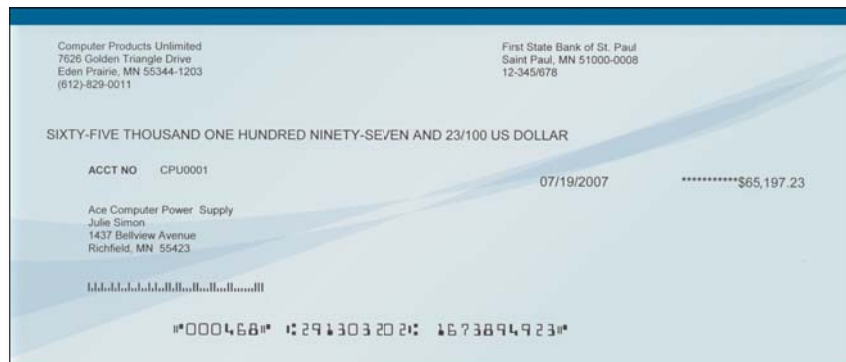 Computer Products Unlimited
7626 Golden Triangle Drive
Eden Prairie, MN 55344-1203
(612)-829-0011
First State Bank of St. Paul
Saint Paul, MN 51000-0008
12-345/678
SIXTY-FIVE THOUSAND ONE HUNDRED NINETY-SEVEN AND 23/100 US DOLLAR
ACCT NO CPU0001
07/19/2007 ***********$65,197.23
Ace Computer Power Supply
Julie Simon
1437 Bellview Avenue
Richfield, MN 55423
⑈000468⑈ ⑆291303202⑆ 1673894923⑈